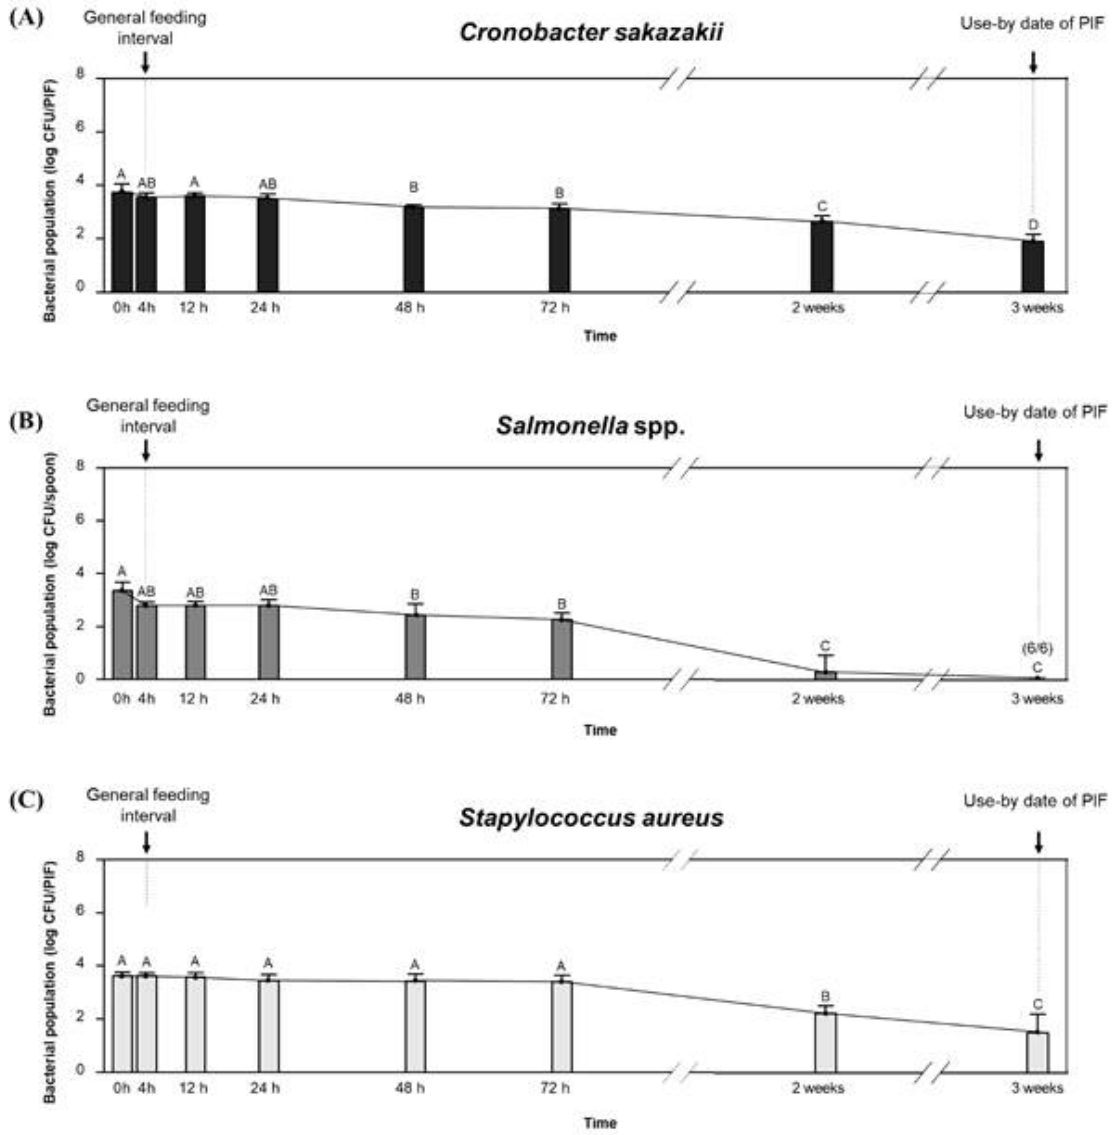 (A)
General feeding
interval
Cronobacter sakazakii
Use-by date of PIF
Bacterial population (log CFU/PIF)
8
6
4
2
0
A
AB
A
AB
B
B
C
D
0h 4h 12 h 24 h 48 h 72 h 2 weeks 3 weeks
Time
(B)
General feeding
interval
Salmonella spp.
Use-by date of PIF
Bacterial population (log CFU/spoon)
8
6
4
2
0
A
AB
AB
AB
B
B
C
(6/6)
C
0h 4h 12 h 24 h 48 h 72 h 2 weeks 3 weeks
Time
(C)
General feeding
interval
Stapylococcus aureus
Use-by date of PIF
Bacterial population (log CFU/PIF)
8
6
4
2
0
A
A
A
A
A
A
B
C
0h 4h 12 h 24 h 48 h 72 h 2 weeks 3 weeks
Time